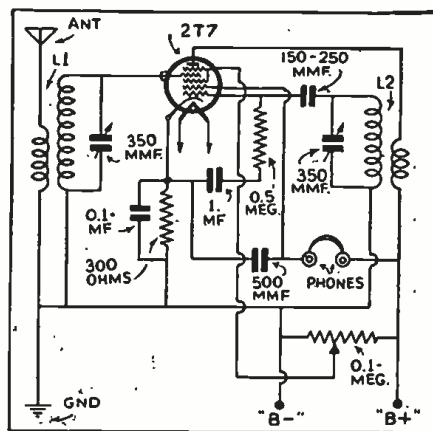 ANT
2T7
150-250
MMF.
L1
L2
350
MMF.
350
MMF.
0.1-
MF
1.
MF
0.5
MEG.
300
OHMS
500
MMF
PHONES
0.1-
MEG.
GND
"B-"
"B+"